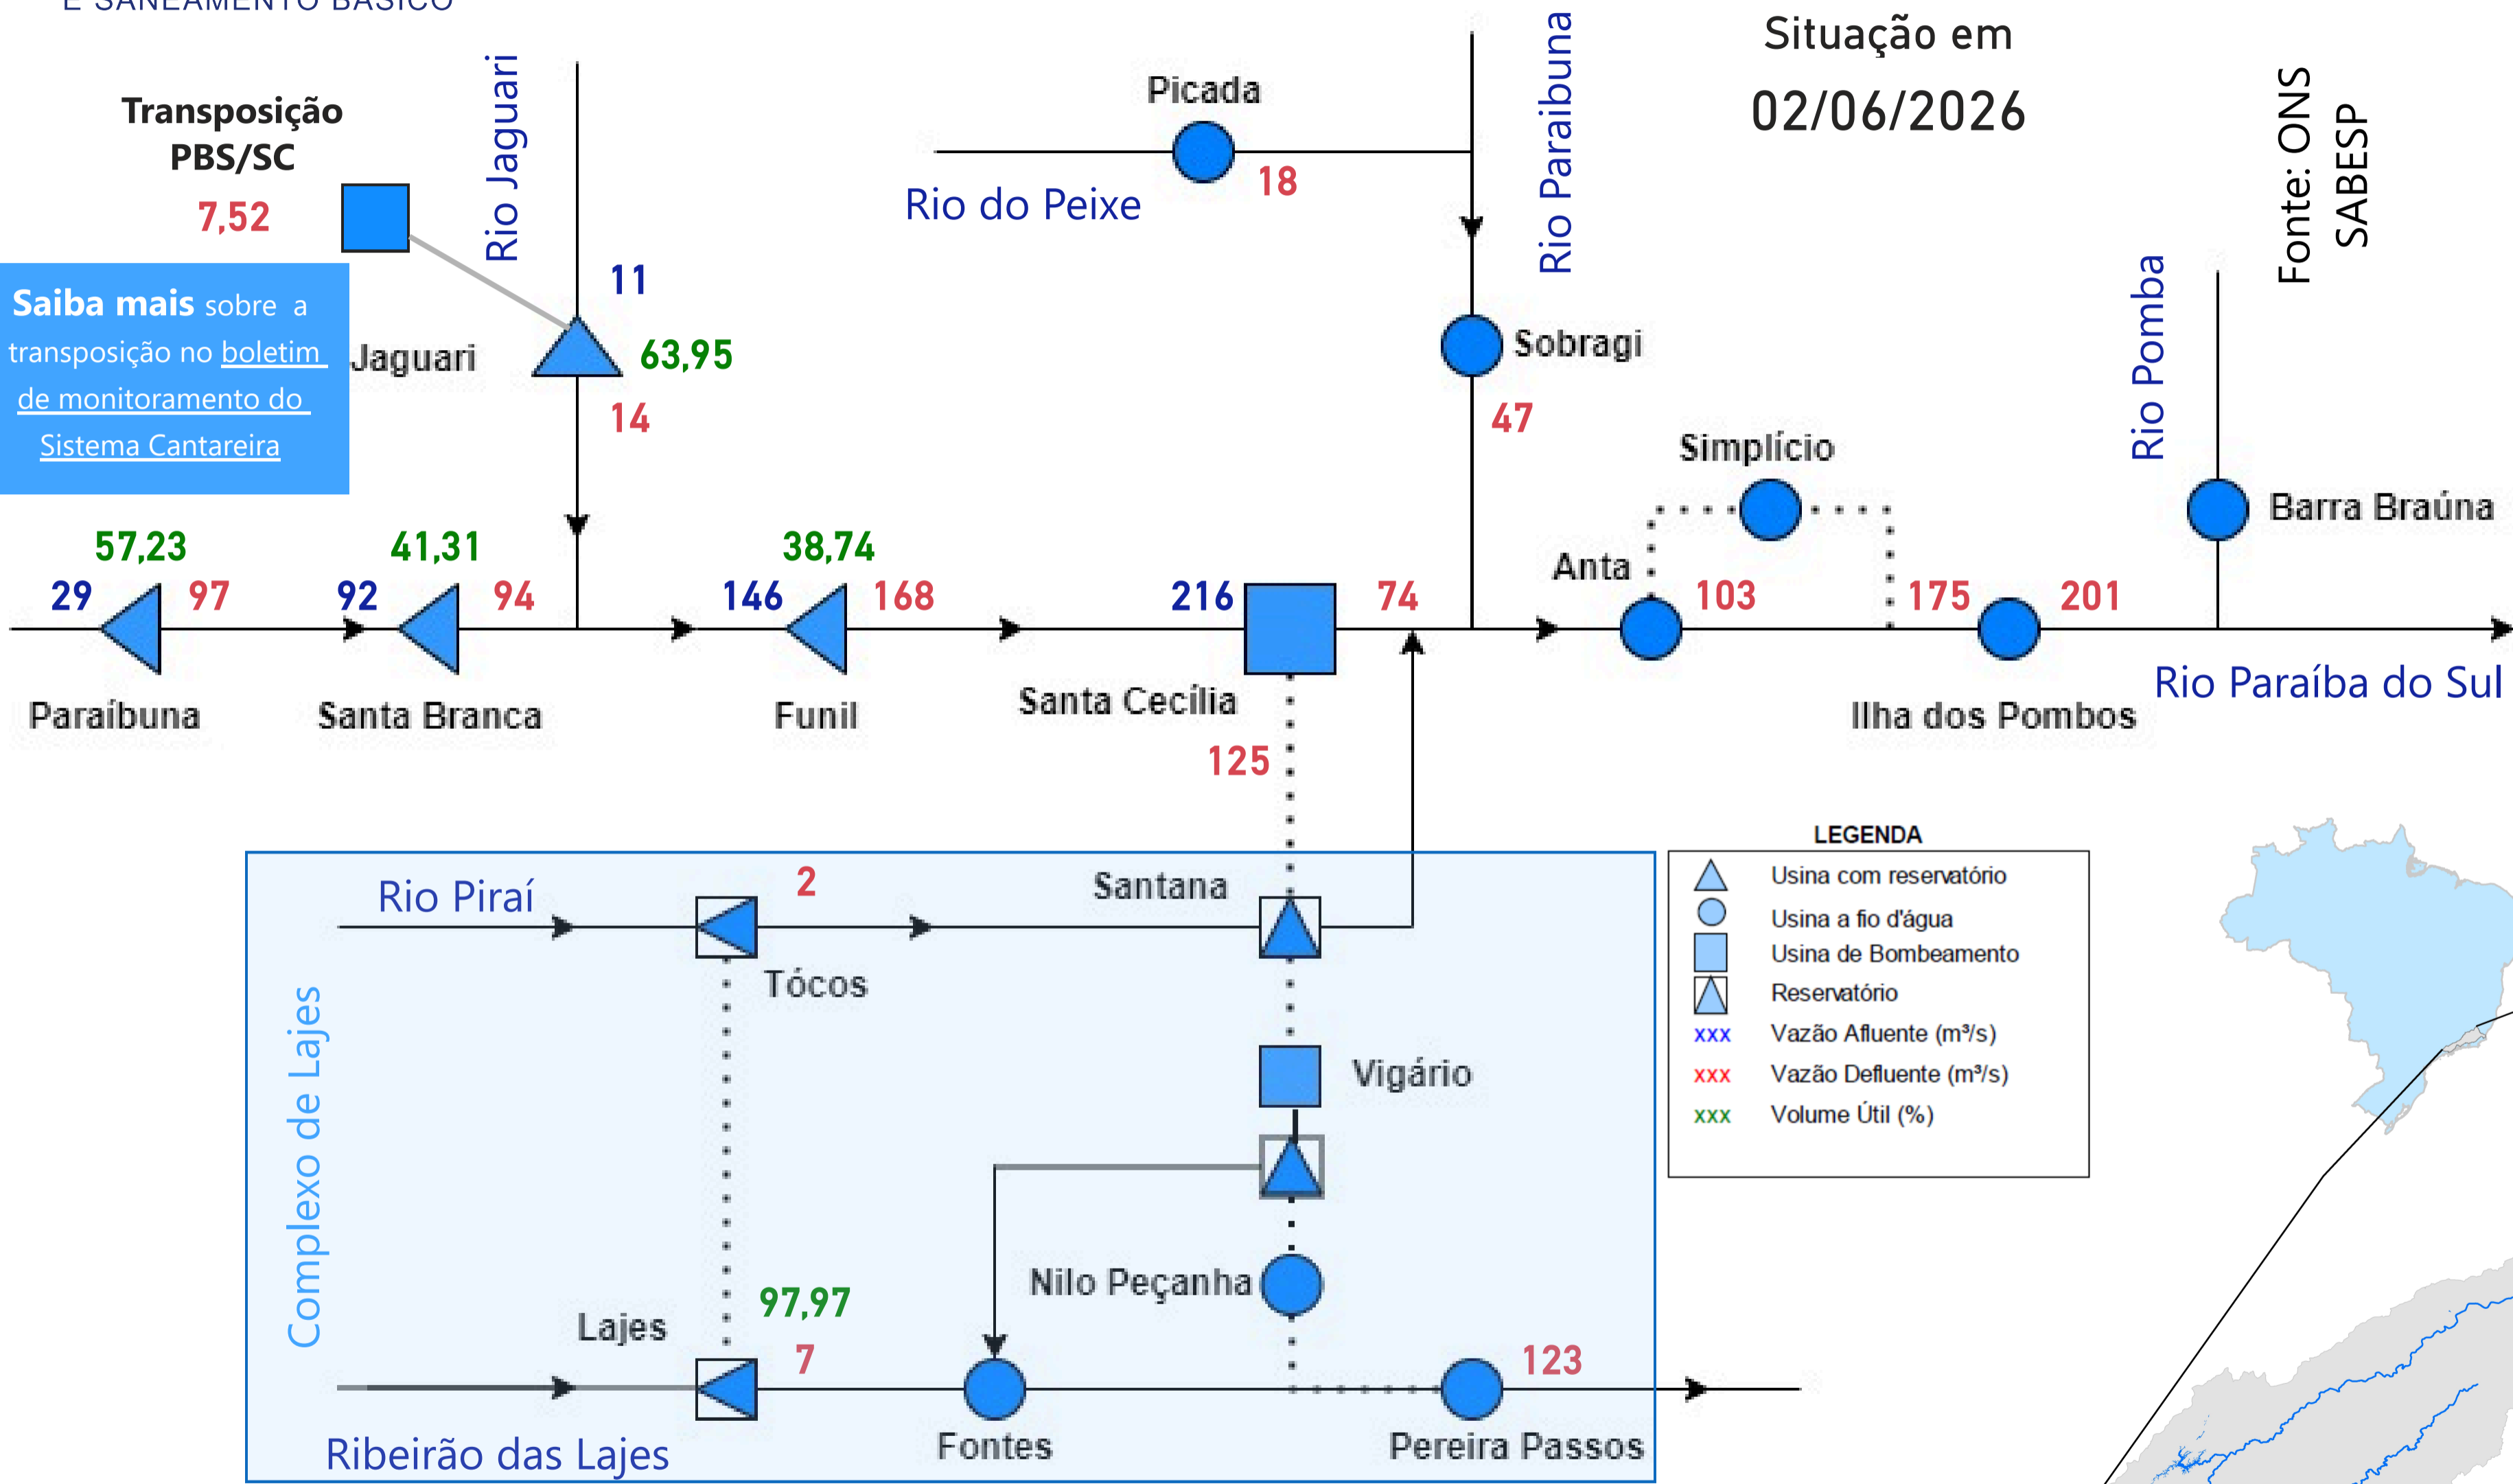 E SANEAMENTO BÁSICO
Situação em
02/06/2026
Fonte: ONS
SABESP
Transposição
PBS/SC
7,52
Rio Jaguari
Saiba mais sobre a
transposição no boletim
de monitoramento do
Sistema Cantareira
11
Jaguari
63,95
14
Picada
18
Rio do Peixe
Rio Paraibuna
Sobragi
47
Simplício
Rio Pomba
Barra Braúna
57,23
29
97
Paraíbuna
41,31
92
94
Santa Branca
38,74
146
168
Funil
216
74
Santa Cecília
125
Anta
103
175
201
Ilha dos Pombos
Rio Paraíba do Sul
Complexo de Lajes
Rio Piraí
2
Tócos
Santana
Vigário
Nilo Peçanha
Lajes
97,97
7
Fontes
123
Pereira Passos
Ribeirão das Lajes
LEGENDA
Usina com reservatório
Usina a fio d'água
Usina de Bombeamento
Reservatório
xxx Vazão Afluente (m³/s)
xxx Vazão Defluente (m³/s)
xxx Volume Útil (%)